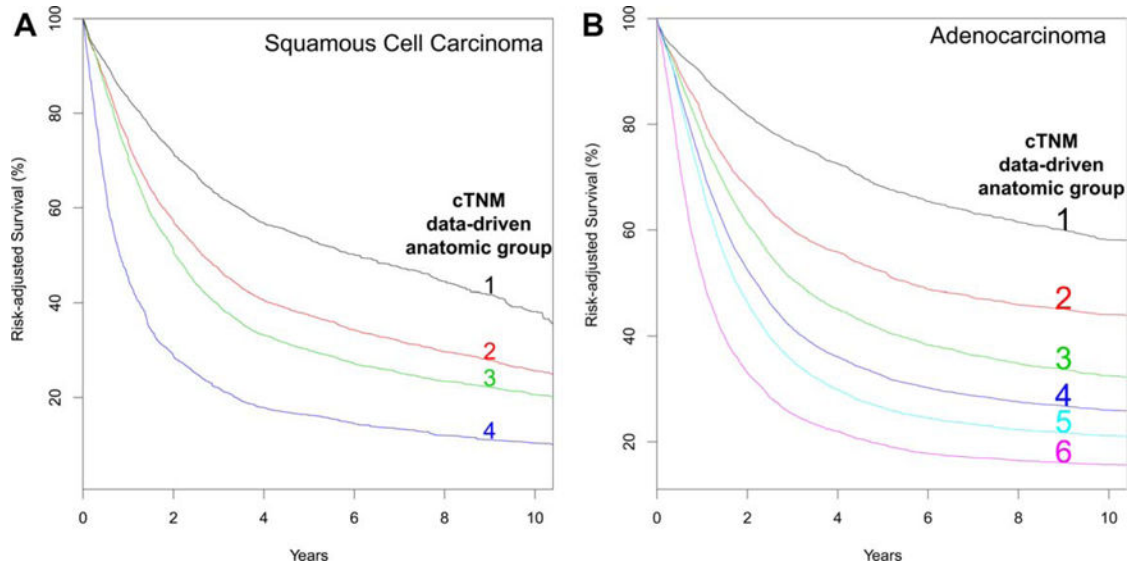 A
Squamous Cell Carcinoma
Risk-adjusted Survival (%)
100
80
60
40
20
cTNM
data-driven
anatomic group
1
2
3
4
0 2 4 6 8 10
Years
B
Adenocarcinoma
Risk-adjusted Survival (%)
100
80
60
40
20
cTNM
data-driven
anatomic group
1
2
3
4
5
6
0 2 4 6 8 10
Years